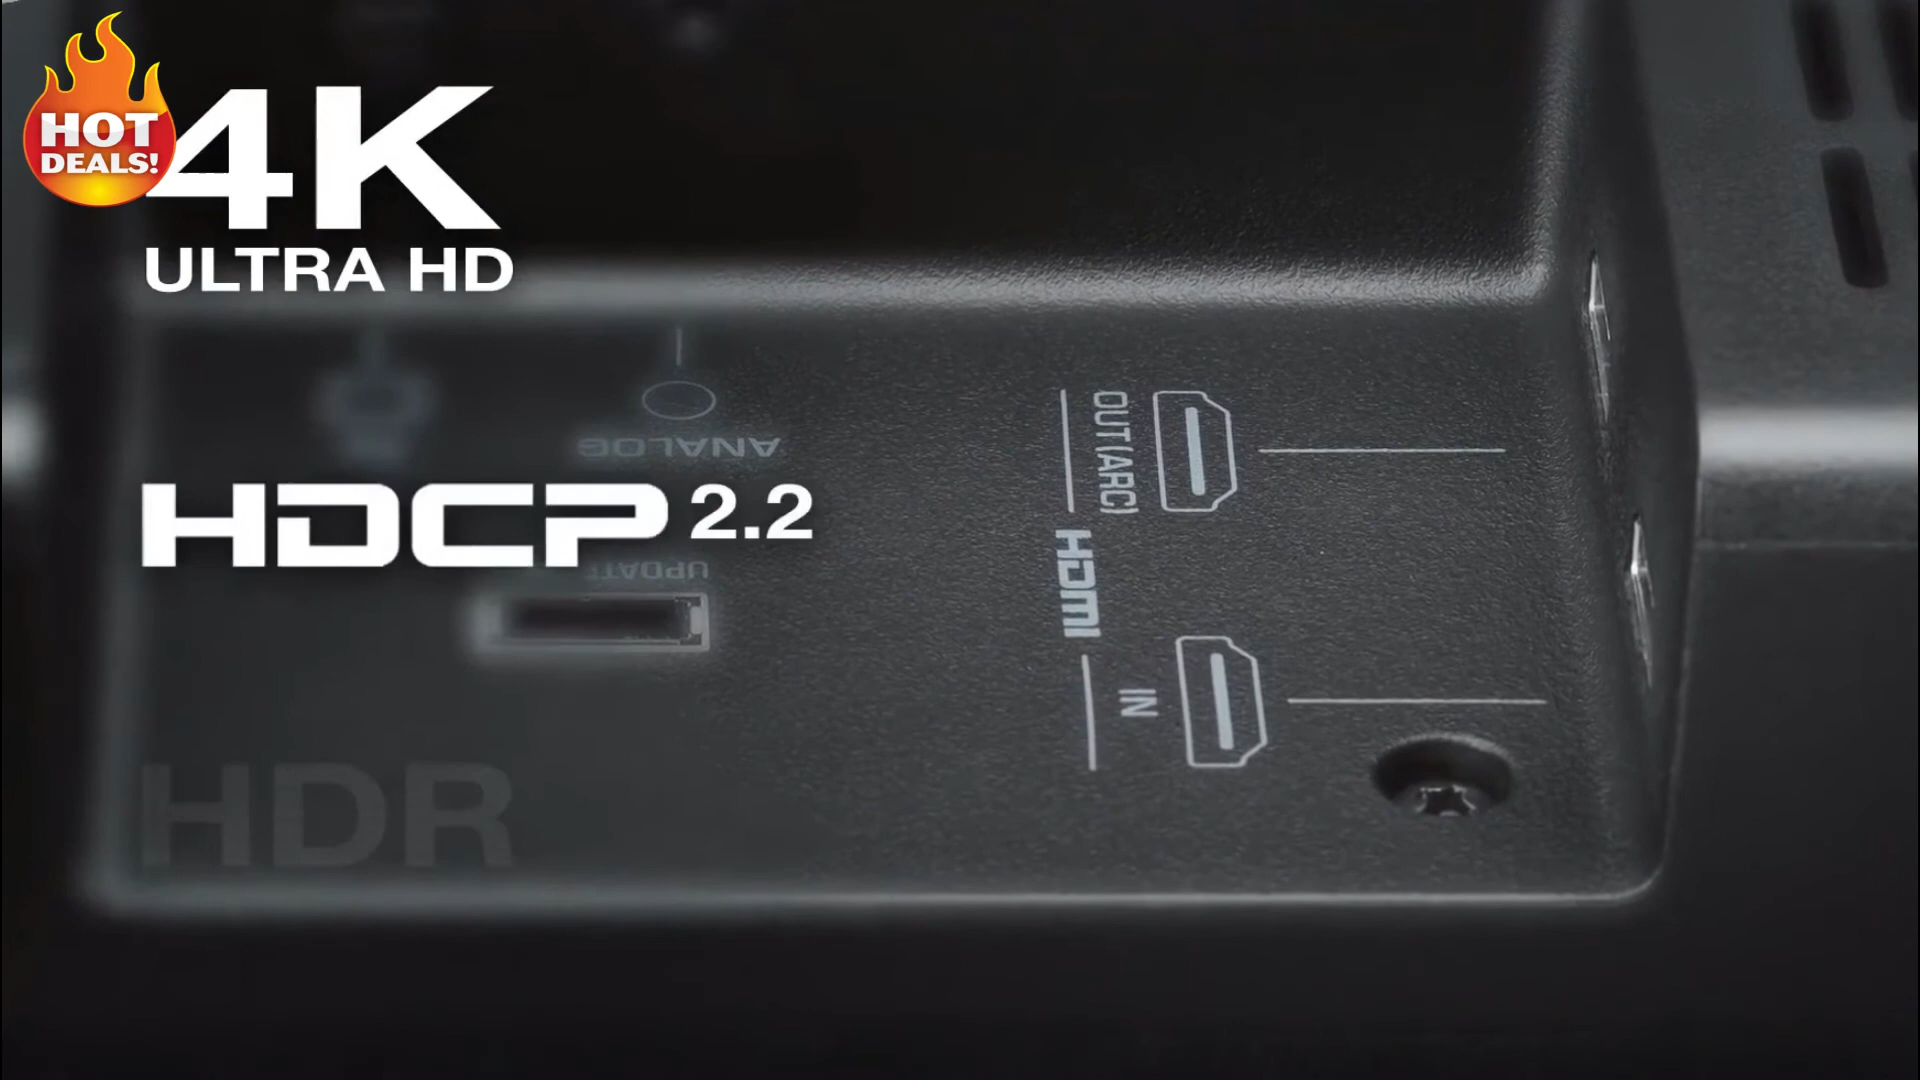 HOT
DEALS!
4K
ULTRA HD
ANALOG
OUT(ARC)
HDCP 2.2
UPDATE
HDMI
IN
HDR